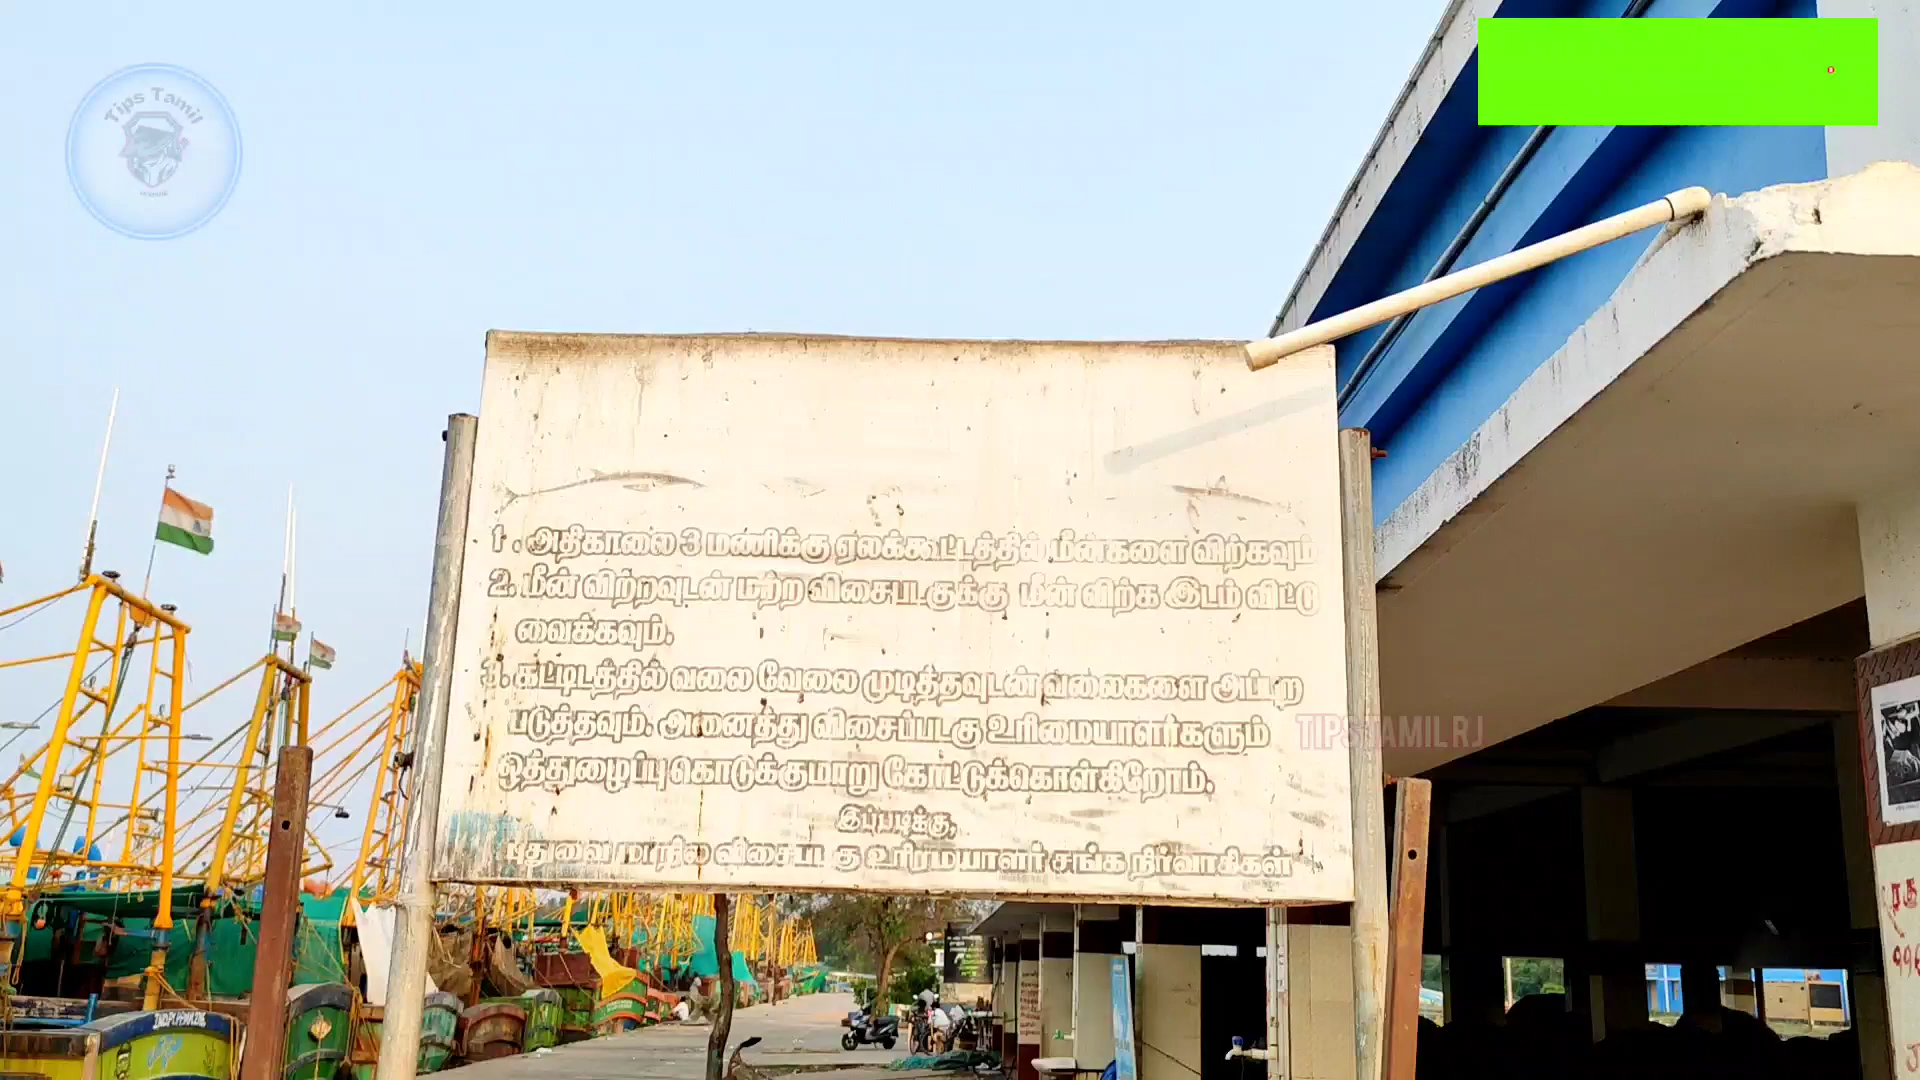 Tips Tamil
1. அதிகாலை 3 மணிக்கு ஏலக்கூட்டத்தில் மீன்களை விற்கவும்
2. மீன் விற்றவுடன் மற்ற விசைபடகுக்கு மீன் விற்க இடம் விட்டு
வைக்கவும்.
3. கட்டிடத்தில் வலை வேலை முடித்தவுடன் வலைகளை அப்புற
படுத்தவும். அனைத்து விசைப்படகு உரிமையாளர்களும்
ஒத்துழைப்பு கொடுக்குமாறு கேட்டுக்கொள்கிறோம்.
இப்படிக்கு,
புதுவை மாநில விசைபடகு உரிமையாளர் சங்க நிர்வாகிகள்
TIPS TAMIL RJ